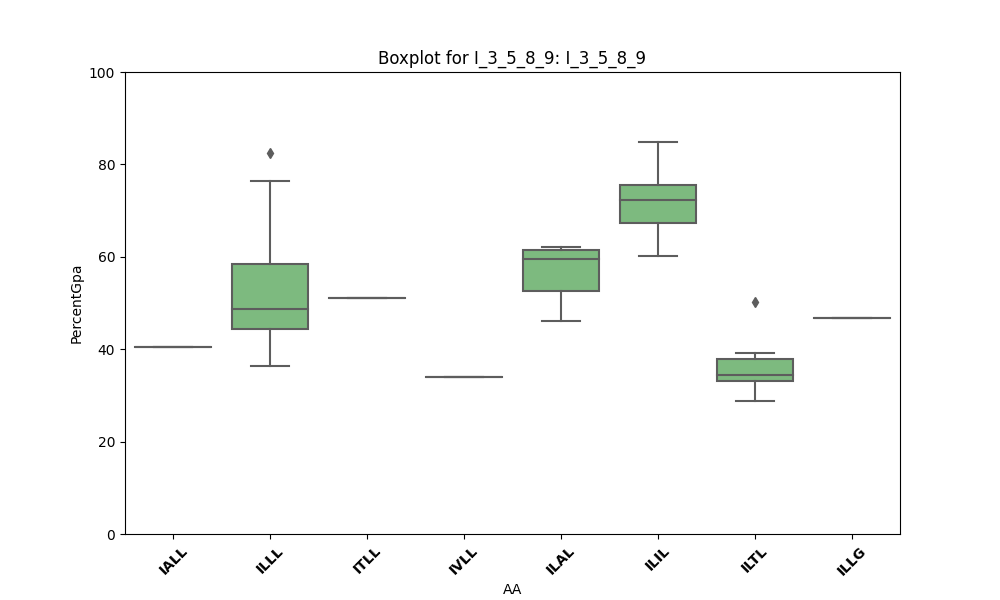 Boxplot for I_3_5_8_9: I_3_5_8_9
100
80
60
40
20
0
PercentGpa
IALL
ILLL
ITLL
IVLL
ILAL
ILIL
ILTL
ILLG
AA